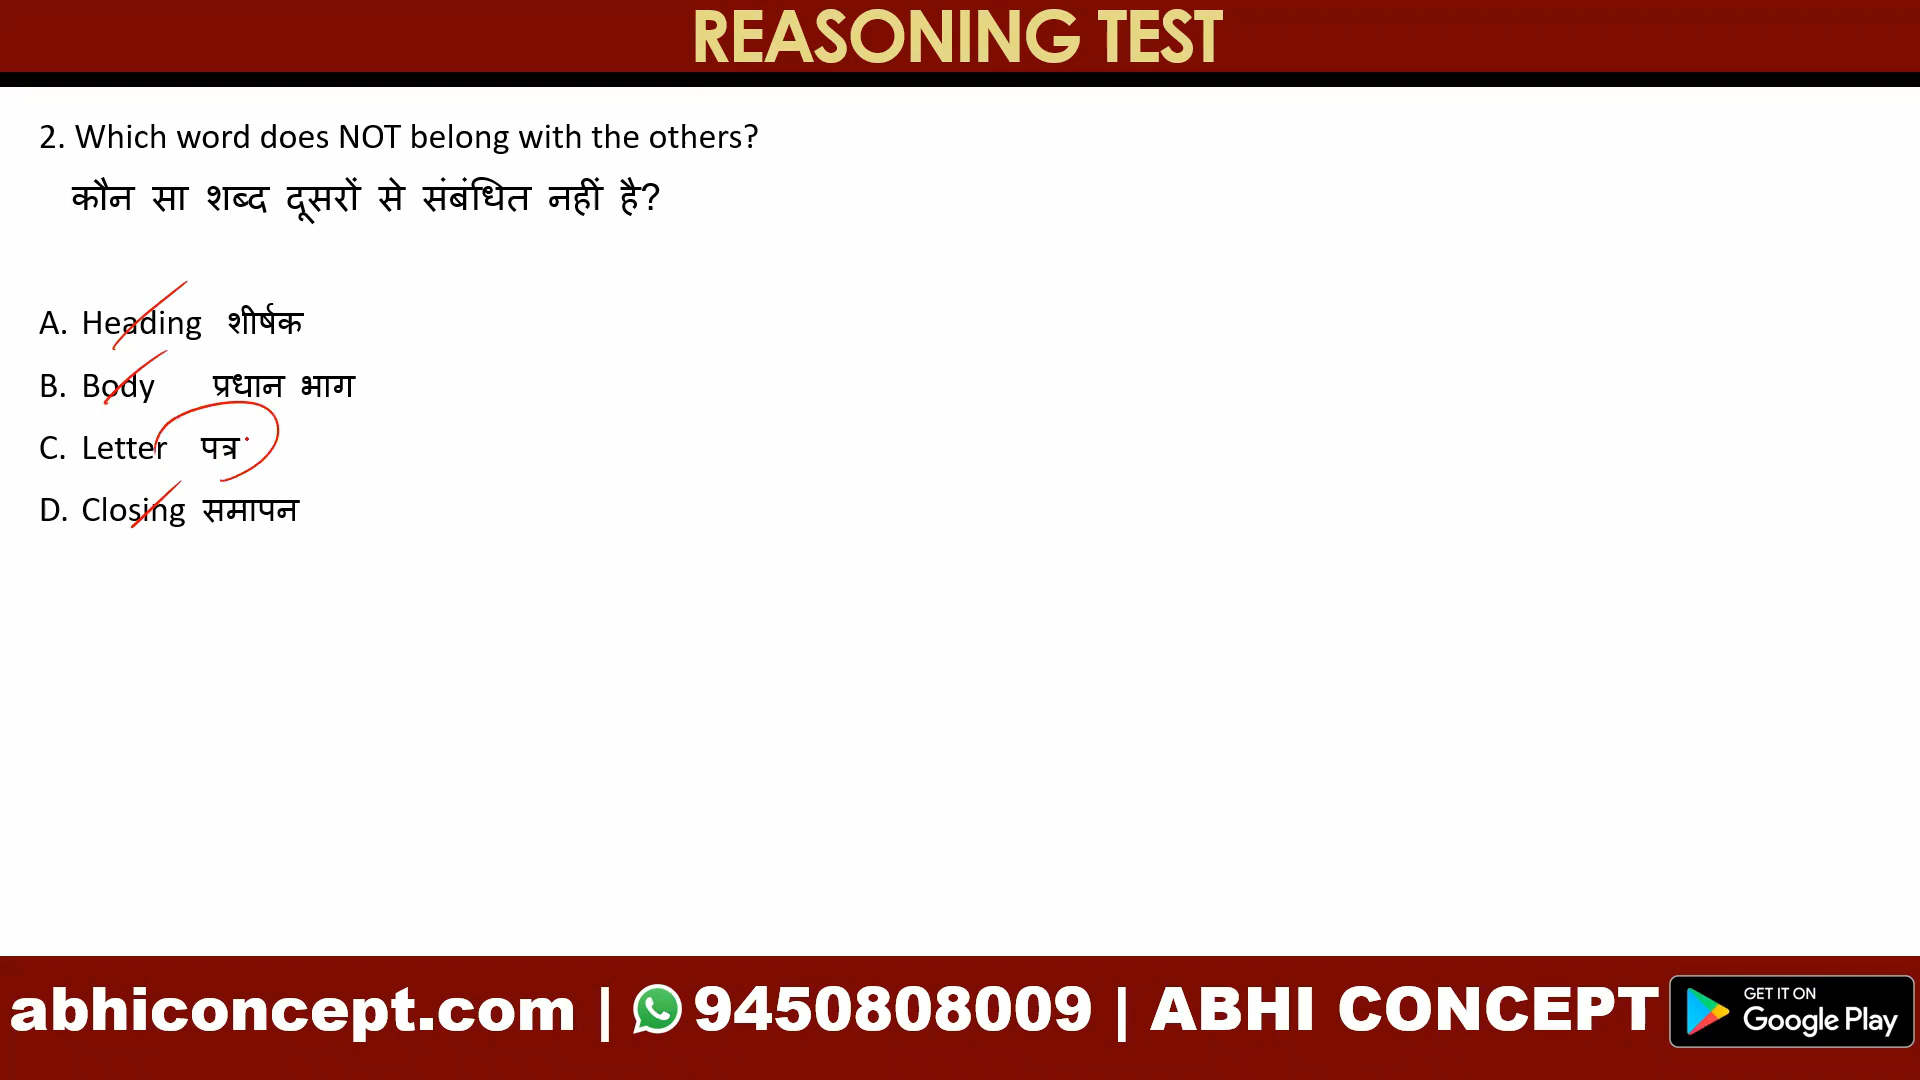 REASONING TEST
2. Which word does NOT belong with the others?
कौन सा शब्द दूसरों से संबंधित नहीं है?
A. Heading शीर्षक
B. Body प्रधान भाग
C. Letter पत्र
D. Closing समापन
abhiconcept.com | 9450808009 | ABHI CONCEPT
GET IT ON
Google Play